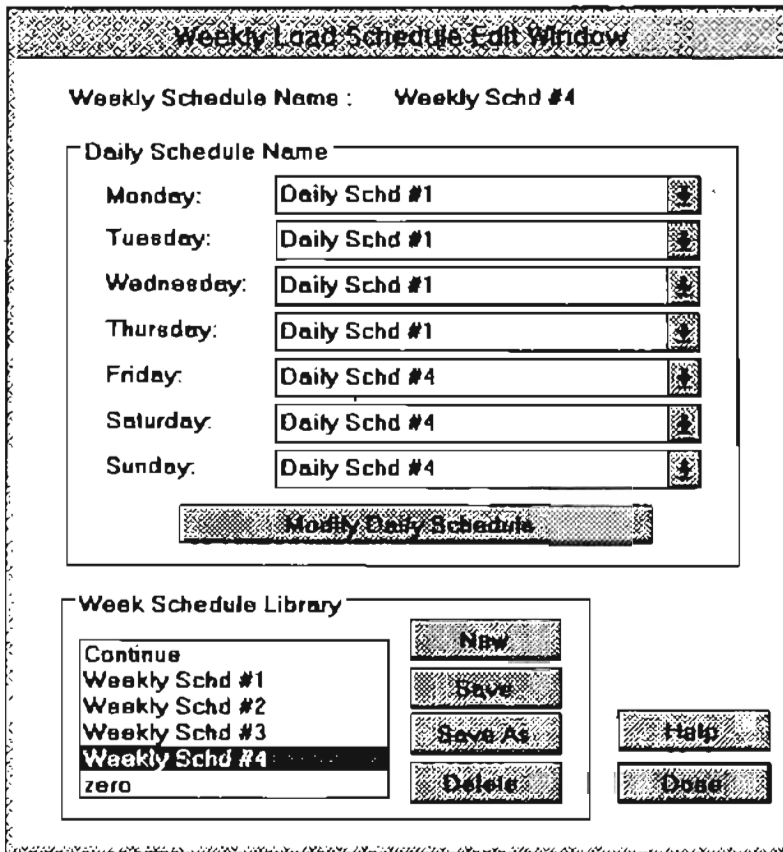 Weekly Load Schedule Edit Window
Weekly Schedule Name : Weekly Schd #4
Daily Schedule Name
Monday: Daily Schd #1
Tuesday: Daily Schd #1
Wednesday: Daily Schd #1
Thursday: Daily Schd #1
Friday: Daily Schd #4
Saturday: Daily Schd #4
Sunday: Daily Schd #4
Modify Daily Schedule
Week Schedule Library
Continue
Weekly Schd #1
Weekly Schd #2
Weekly Schd #3
Weekly Schd #4
zero
New
Save
Save As
Delete
Help
Dose